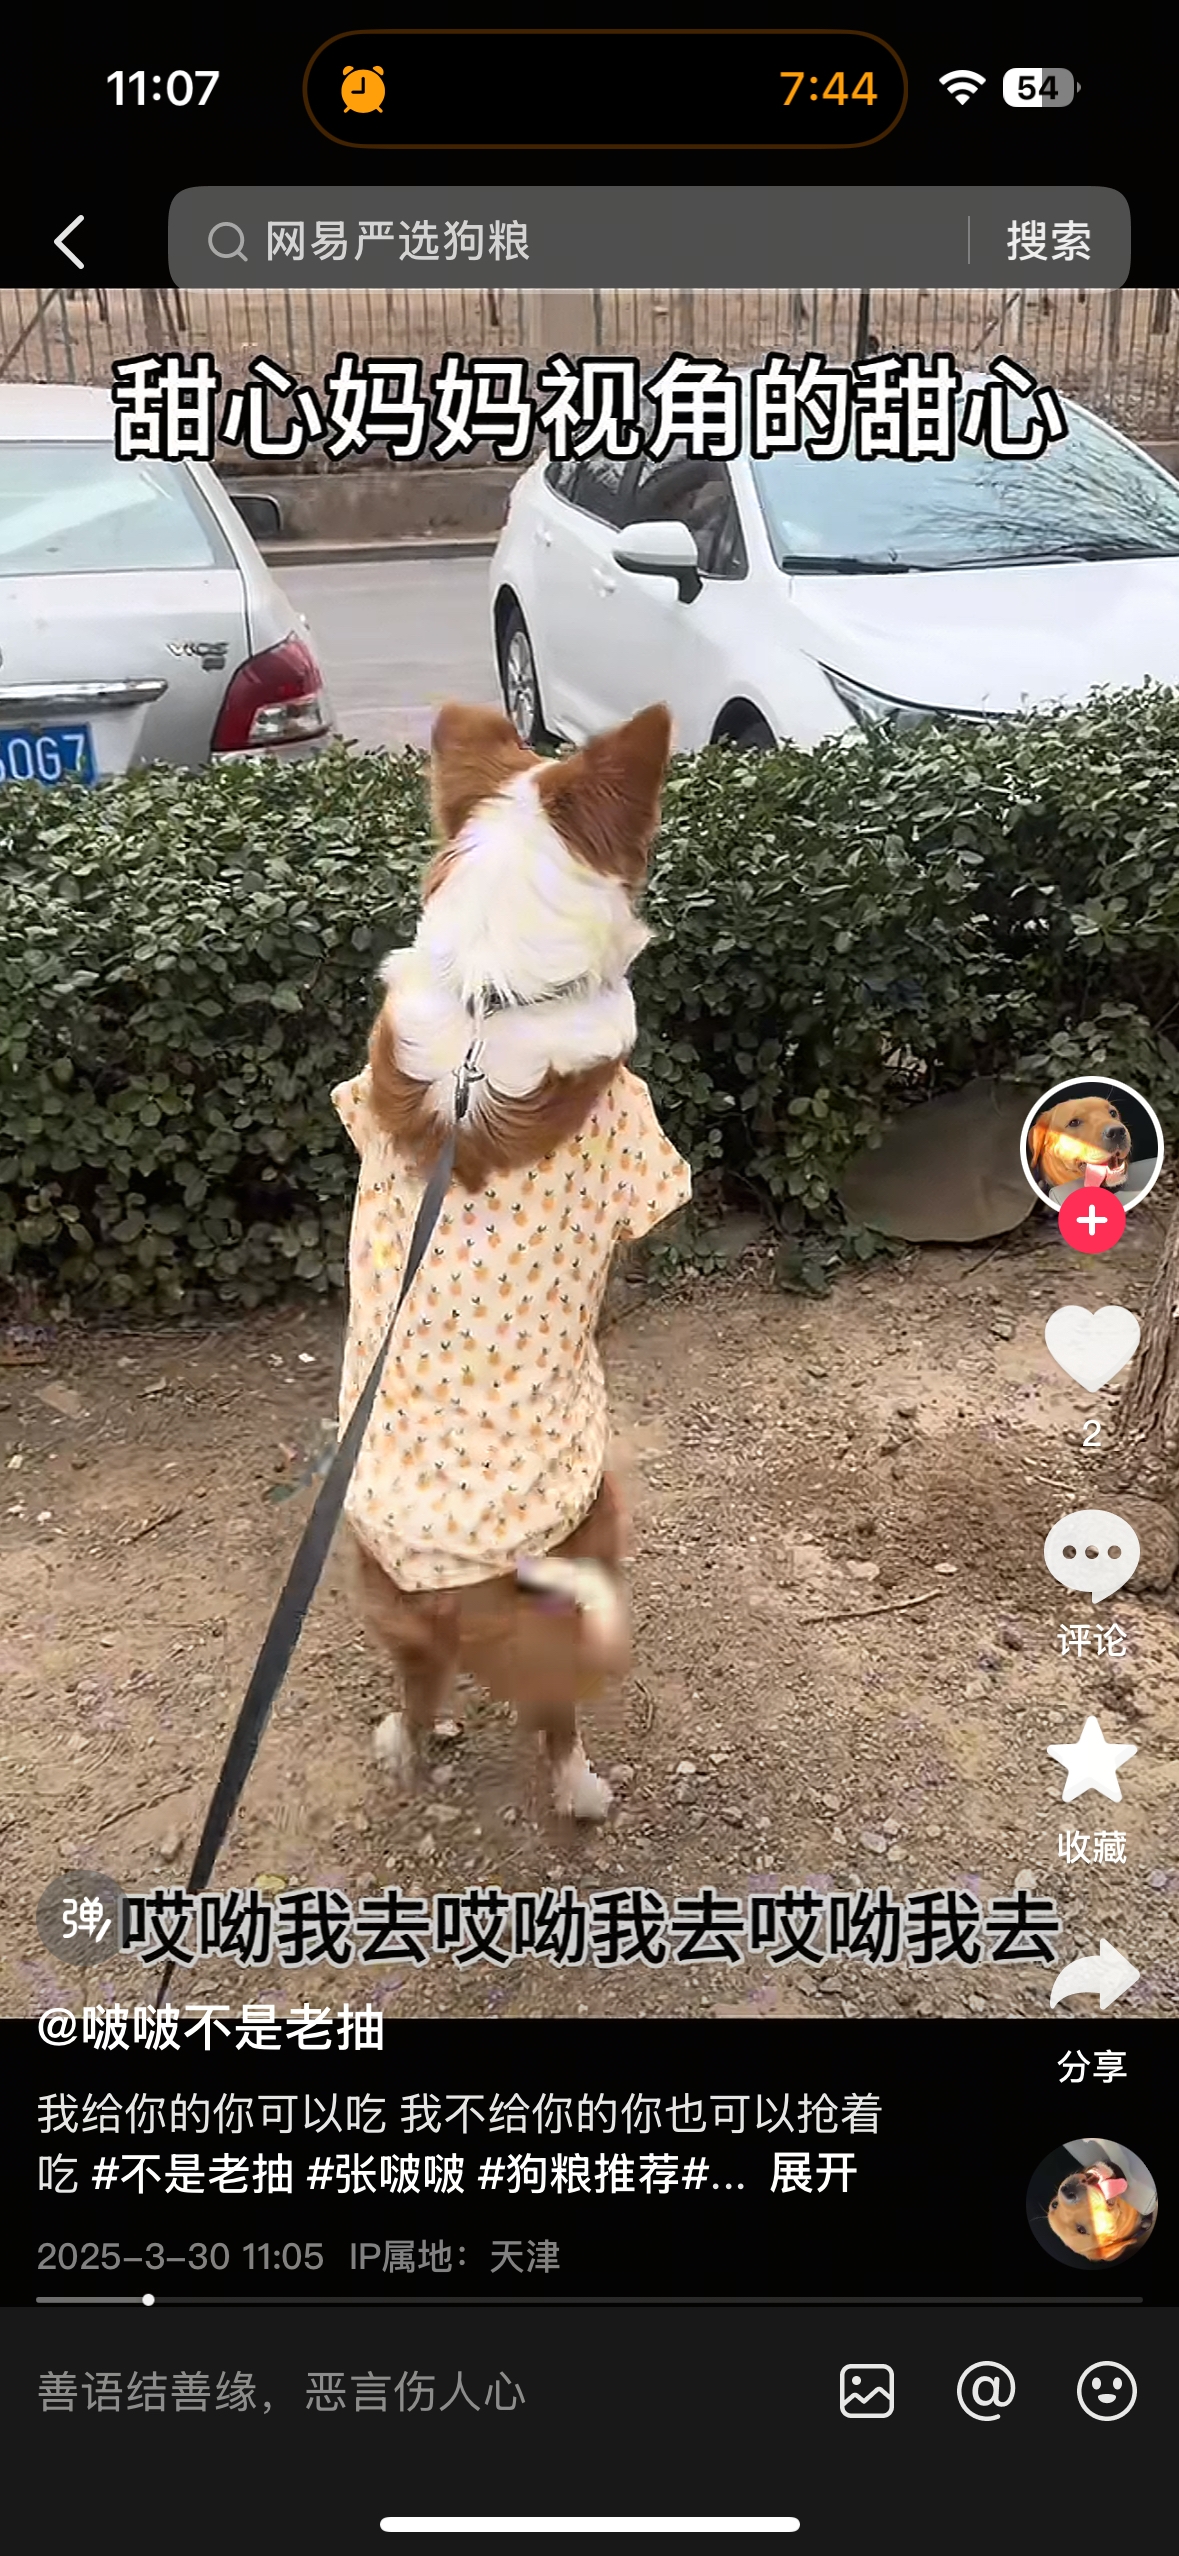 11:07
7:44
54
网易严选狗粮
搜索
甜心妈妈视角的甜心
VIOS
0G7
2
评论
收藏
弹
哎呦我去哎呦我去哎呦我去
@啵啵不是老抽
分享
我给你的你可以吃 我不给你的你也可以抢着
吃 #不是老抽 #张啵啵 #狗粮推荐#... 展开
2025-3-30 11:05 IP属地：天津
善语结善缘，恶言伤人心